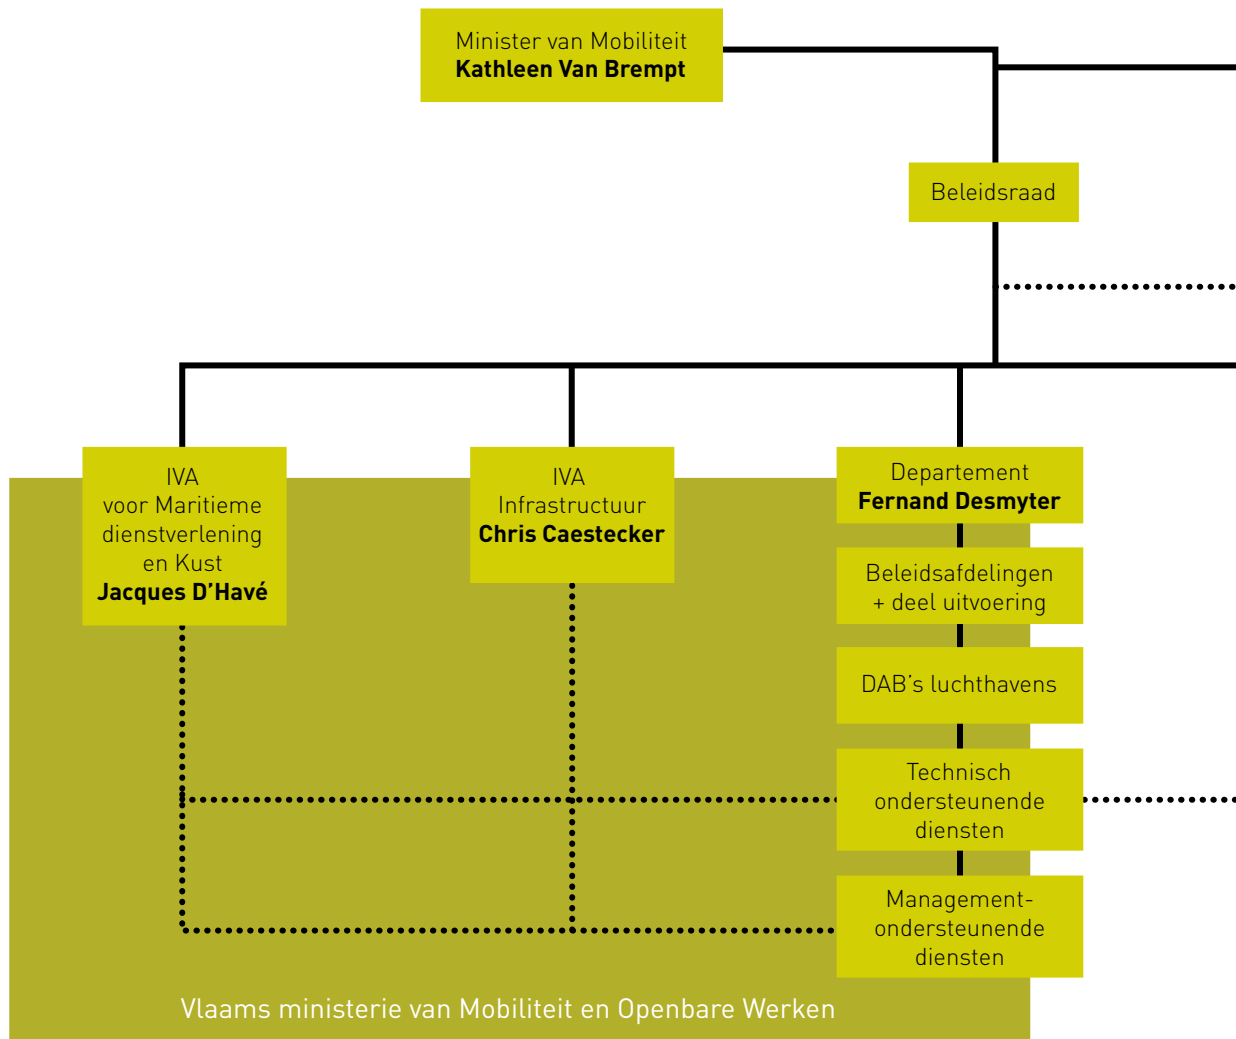 Minister van Mobiliteit
Kathleen Van Brempt
Beleidsraad
IVA
voor Maritieme
dienstverlening
en Kust
Jacques D'Havé
IVA
Infrastructuur
Chris Caestecker
Departement
Fernand Desmyter
Beleidsafdelingen
+ deel uitvoering
DAB's luchthavens
Technisch
ondersteunende
diensten
Management-
ondersteunende
diensten
Vlaams ministerie van Mobiliteit en Openbare Werken